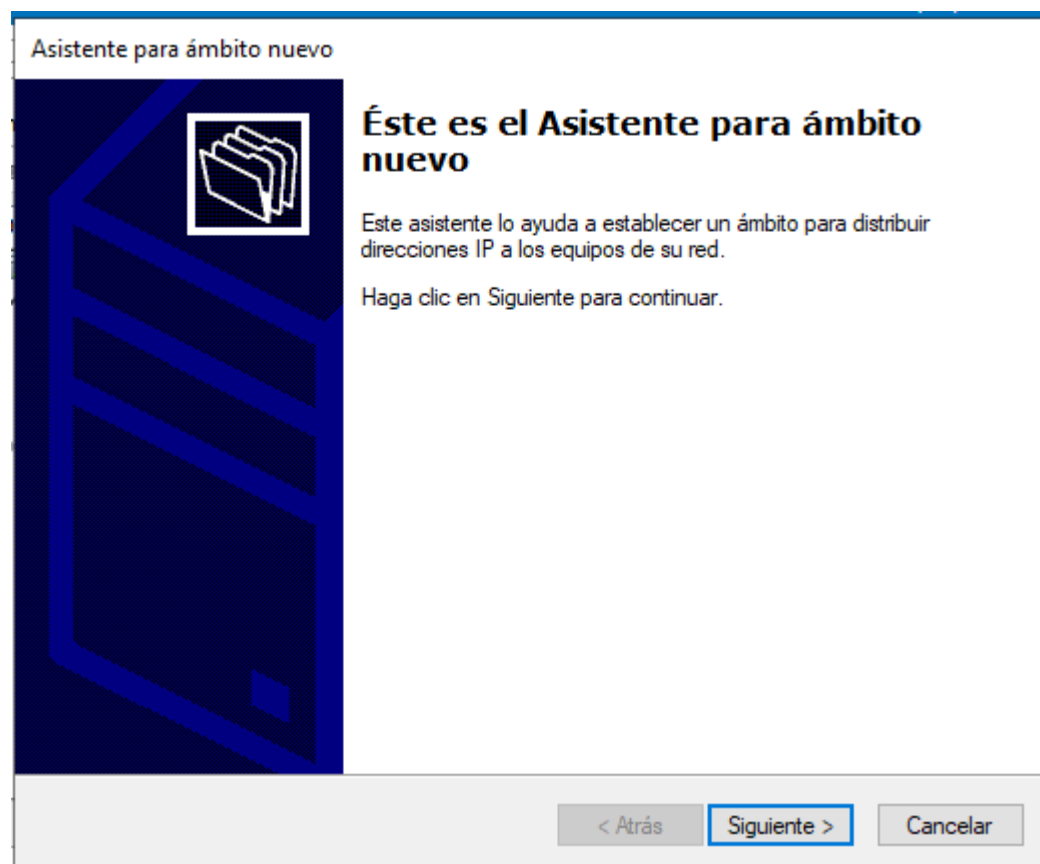 Asistente para ámbito nuevo
Éste es el Asistente para ámbito
nuevo
Este asistente lo ayuda a establecer un ámbito para distribuir
direcciones IP a los equipos de su red.
Haga clic en Siguiente para continuar.
< Atrás
Siguiente >
Cancelar